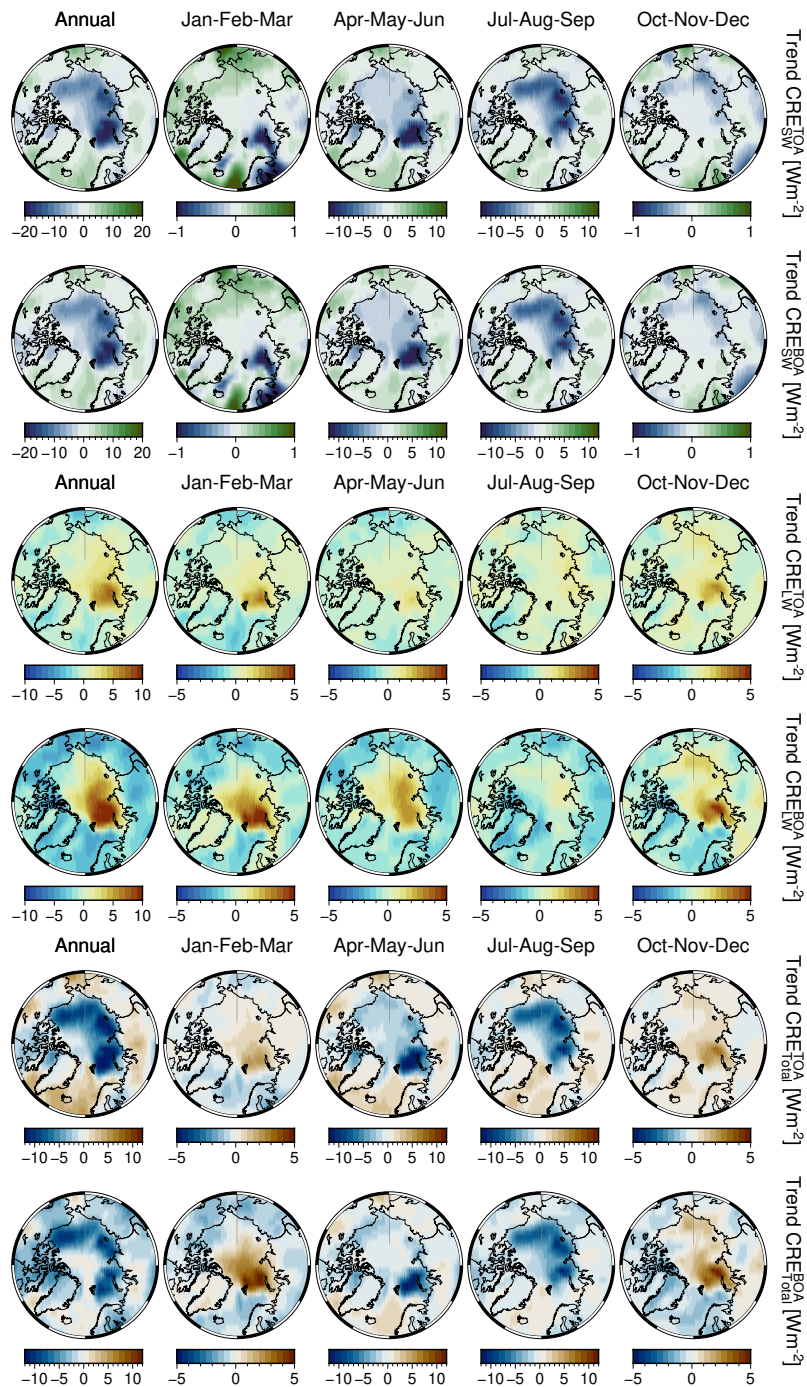 Annual Jan-Feb-Mar Apr-May-Jun Jul-Aug-Sep Oct-Nov-Dec
Trend CRE^TOA_SW [Wm⁻²]
−20 −10 0 10 20 −1 0 1 −10 −5 0 5 10 −10 −5 0 5 10 −1 0 1
Trend CRE^BOA_SW [Wm⁻²]
−20 −10 0 10 20 −1 0 1 −10 −5 0 5 10 −10 −5 0 5 10 −1 0 1
Annual Jan-Feb-Mar Apr-May-Jun Jul-Aug-Sep Oct-Nov-Dec
Trend CRE^TOA_LW [Wm⁻²]
−10 −5 0 5 10 −5 0 5 −5 0 5 −5 0 5 −5 0 5
Trend CRE^BOA_LW [Wm⁻²]
−10 −5 0 5 10 −5 0 5 −5 0 5 −5 0 5 −5 0 5
Annual Jan-Feb-Mar Apr-May-Jun Jul-Aug-Sep Oct-Nov-Dec
Trend CRE^TOA_Total [Wm⁻²]
−10 −5 0 5 10 −5 0 5 −10 −5 0 5 10 −10 −5 0 5 10 −5 0 5
Trend CRE^BOA_Total [Wm⁻²]
−10 −5 0 5 10 −5 0 5 −10 −5 0 5 10 −10 −5 0 5 10 −5 0 5